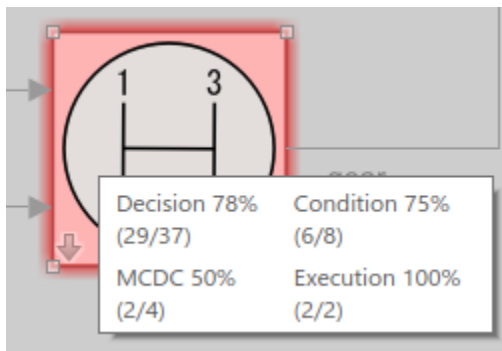 1 3
Decision 78% Condition 75%
(29/37) (6/8)
MCDC 50% Execution 100%
(2/4) (2/2)